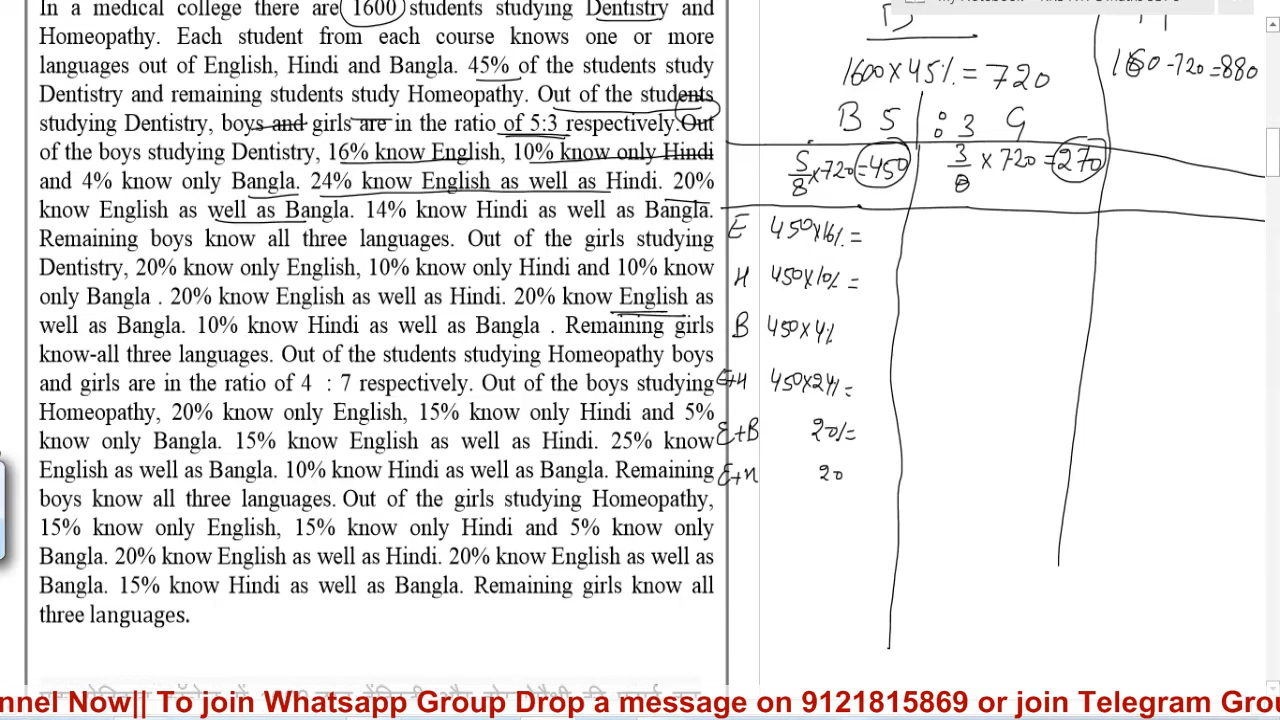 In a medical college there are 1600 students studying Dentistry and
Homeopathy. Each student from each course knows one or more
languages out of English, Hindi and Bangla. 45% of the students study
Dentistry and remaining students study Homeopathy. Out of the students
studying Dentistry, boys and girls are in the ratio of 5:3 respectively.Out
of the boys studying Dentistry, 16% know English, 10% know only Hindi
and 4% know only Bangla. 24% know English as well as Hindi. 20%
know English as well as Bangla. 14% know Hindi as well as Bangla.
Remaining boys know all three languages. Out of the girls studying
Dentistry, 20% know only English, 10% know only Hindi and 10% know
only Bangla . 20% know English as well as Hindi. 20% know English as
well as Bangla. 10% know Hindi as well as Bangla . Remaining girls
know-all three languages. Out of the students studying Homeopathy boys
and girls are in the ratio of 4 : 7 respectively. Out of the boys studying
Homeopathy, 20% know only English, 15% know only Hindi and 5%
know only Bangla. 15% know English as well as Hindi. 25% know
English as well as Bangla. 10% know Hindi as well as Bangla. Remaining
boys know all three languages. Out of the girls studying Homeopathy,
15% know only English, 15% know only Hindi and 5% know only
Bangla. 20% know English as well as Hindi. 20% know English as well as
Bangla. 15% know Hindi as well as Bangla. Remaining girls know all
three languages.
1600 × 45% = 720
-720 = 880
B 5 : 3 G
5/8 × 720 = 450
3/8 × 720 = 270
E 450×16% =
H 450×10% =
B 450×4%
E+H 450×24% =
E+B 20% =
E+H 20
nnel Now|| To join Whatsapp Group Drop a message on 9121815869 or join Telegram Gro